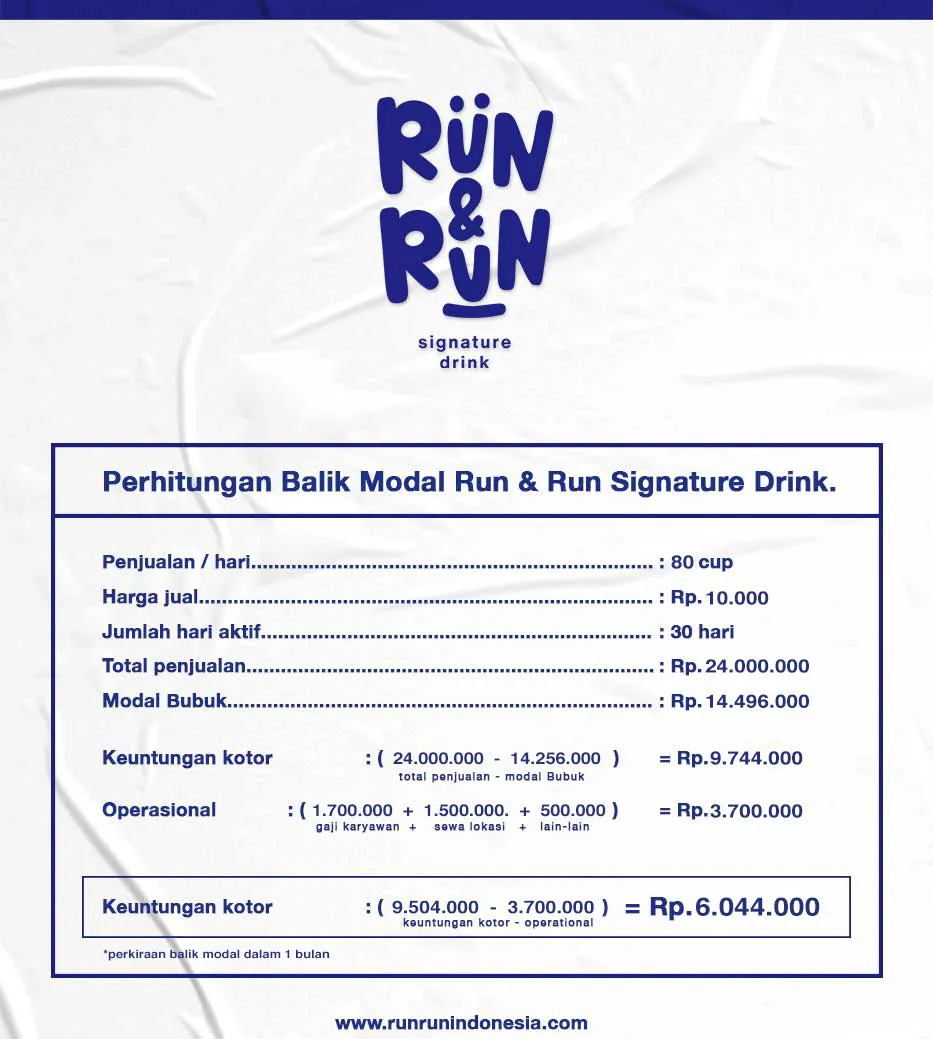 RÜN
&
RUN
signature
drink
Perhitungan Balik Modal Run & Run Signature Drink.
Penjualan / hari...................................................................... : 80 cup
Harga jual............................................................................... : Rp. 10.000
Jumlah hari aktif.................................................................... : 30 hari
Total penjualan....................................................................... : Rp. 24.000.000
Modal Bubuk.......................................................................... : Rp. 14.496.000
Keuntungan kotor : ( 24.000.000 - 14.256.000 ) = Rp.9.744.000
total penjualan - modal Bubuk
Operasional : ( 1.700.000 + 1.500.000. + 500.000 ) = Rp.3.700.000
gaji karyawan + sewa lokasi + lain-lain
Keuntungan kotor : ( 9.504.000 - 3.700.000 ) = Rp.6.044.000
keuntungan kotor - operational
*perkiraan balik modal dalam 1 bulan
www.runrunindonesia.com